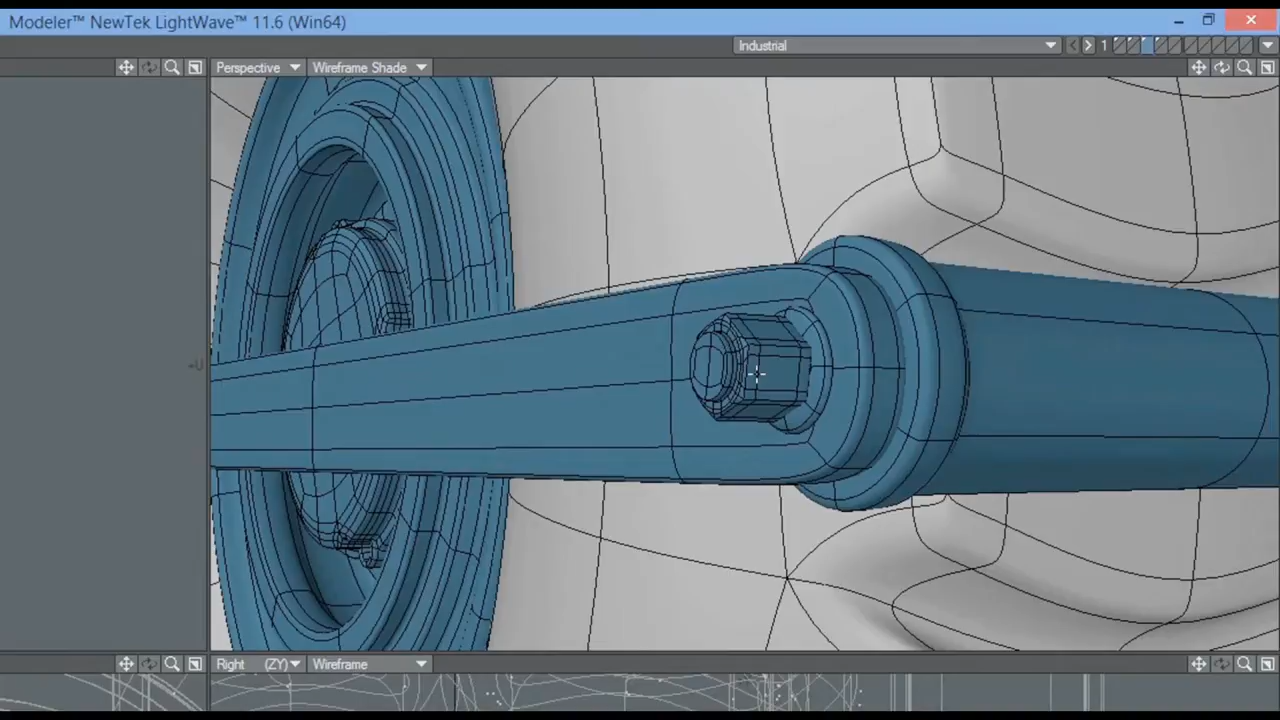 Modeler™ NewTek LightWave™ 11.6 (Win64)
Industrial
1
Perspective
Wireframe Shade
+U
Right (ZY)
Wireframe